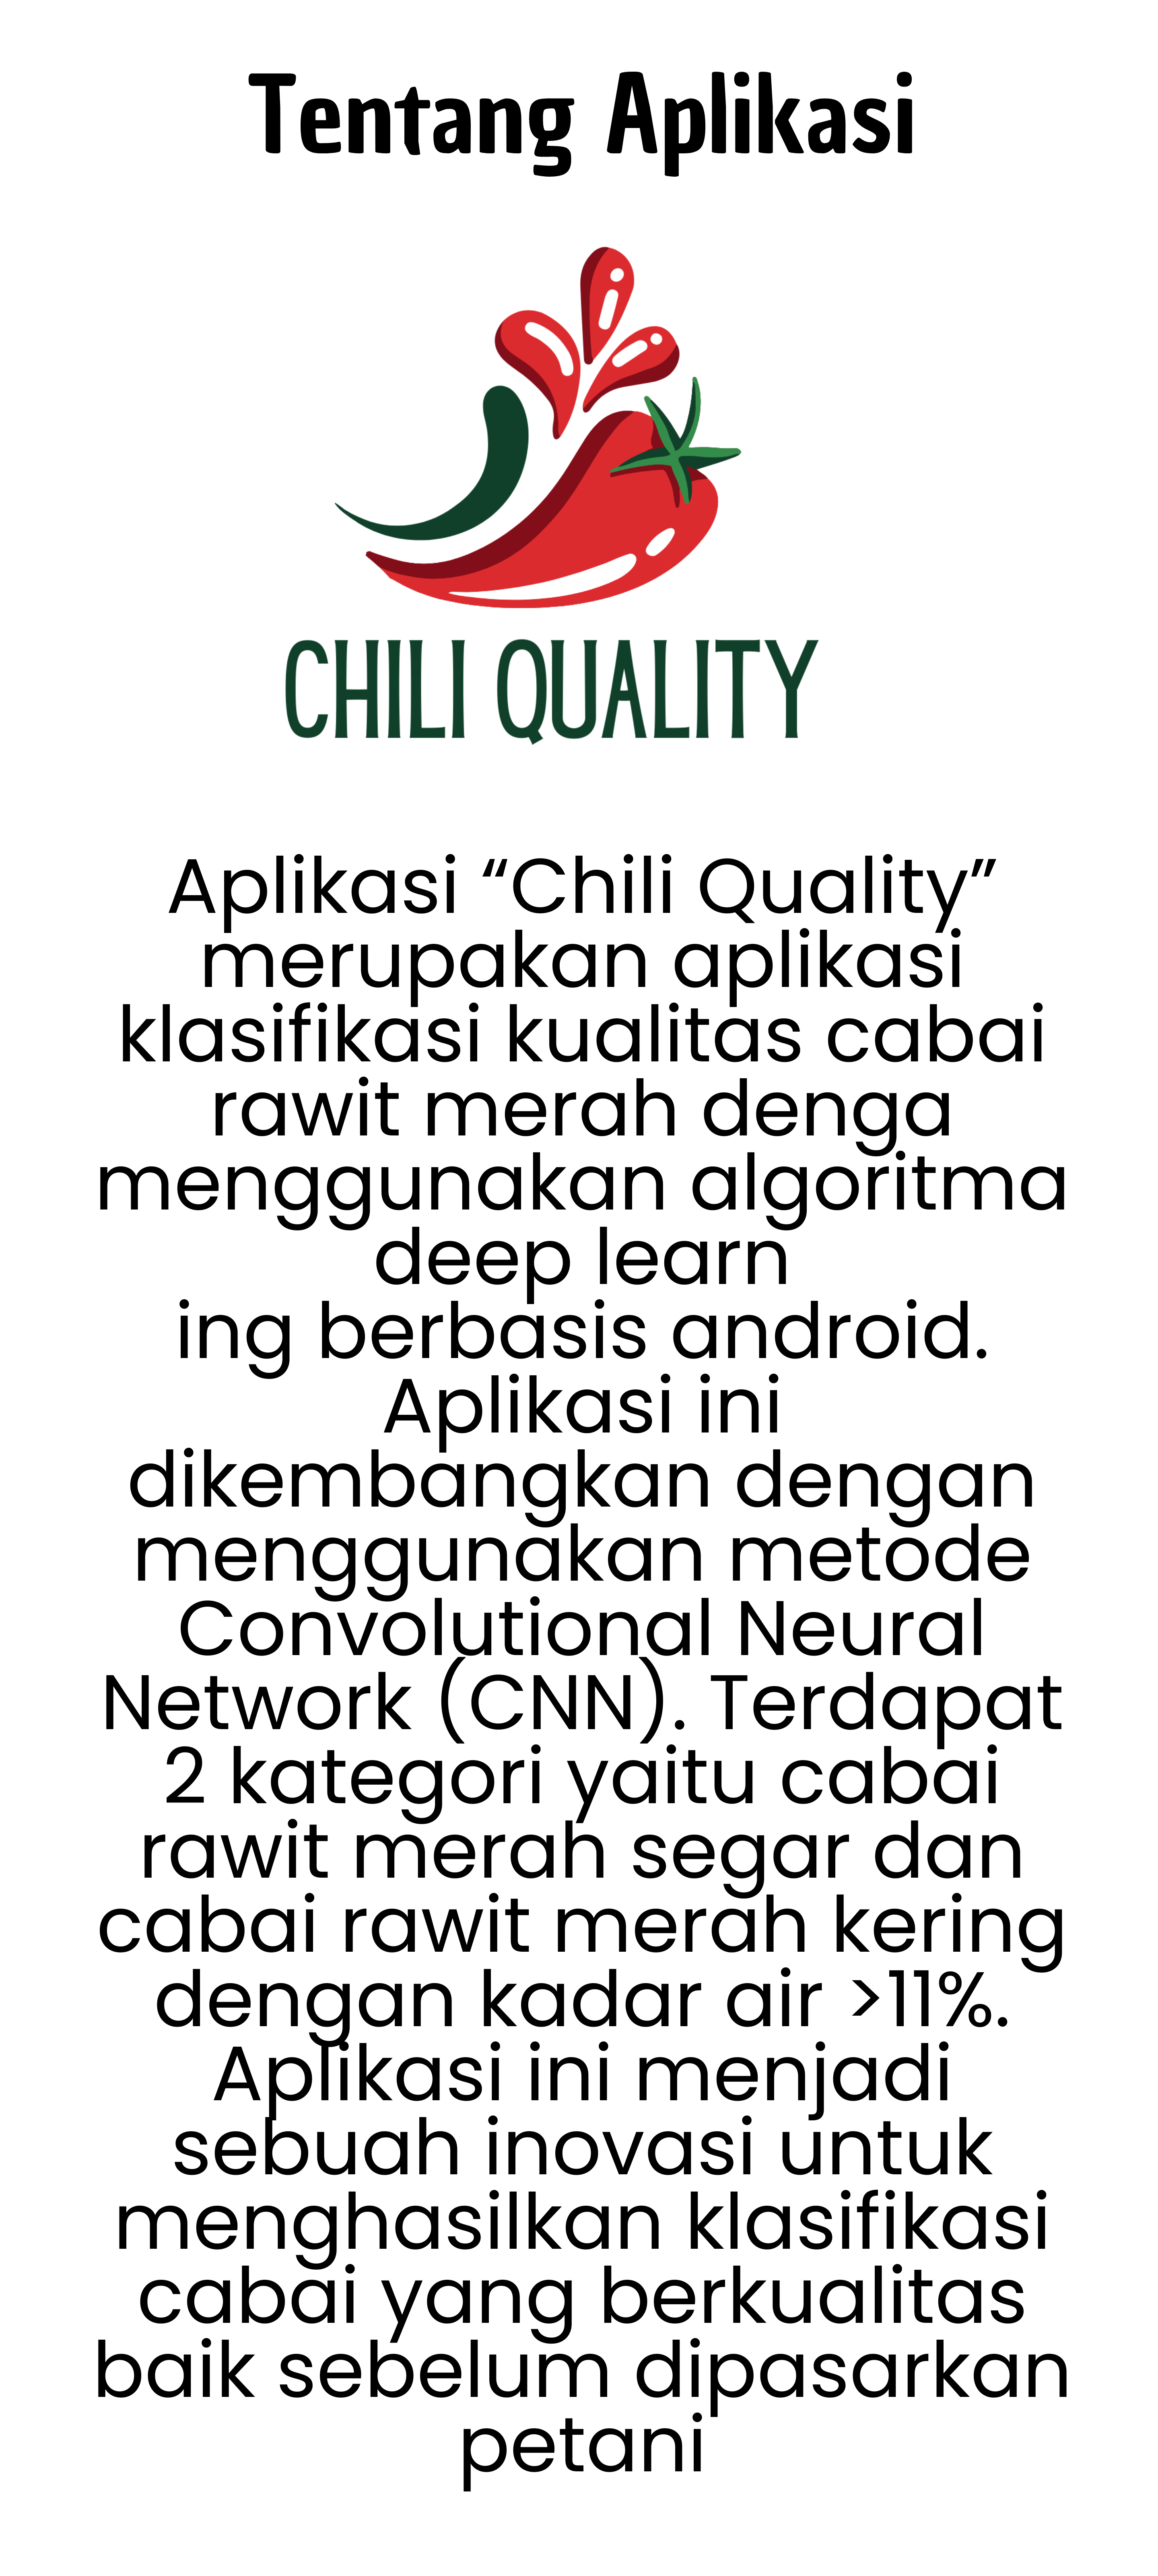 Tentang Aplikasi
CHILI QUALITY
Aplikasi “Chili Quality”
merupakan aplikasi
klasifikasi kualitas cabai
rawit merah denga
menggunakan algoritma
deep learn
ing berbasis android.
Aplikasi ini
dikembangkan dengan
menggunakan metode
Convolutional Neural
Network (CNN). Terdapat
2 kategori yaitu cabai
rawit merah segar dan
cabai rawit merah kering
dengan kadar air >11%.
Aplikasi ini menjadi
sebuah inovasi untuk
menghasilkan klasifikasi
cabai yang berkualitas
baik sebelum dipasarkan
petani